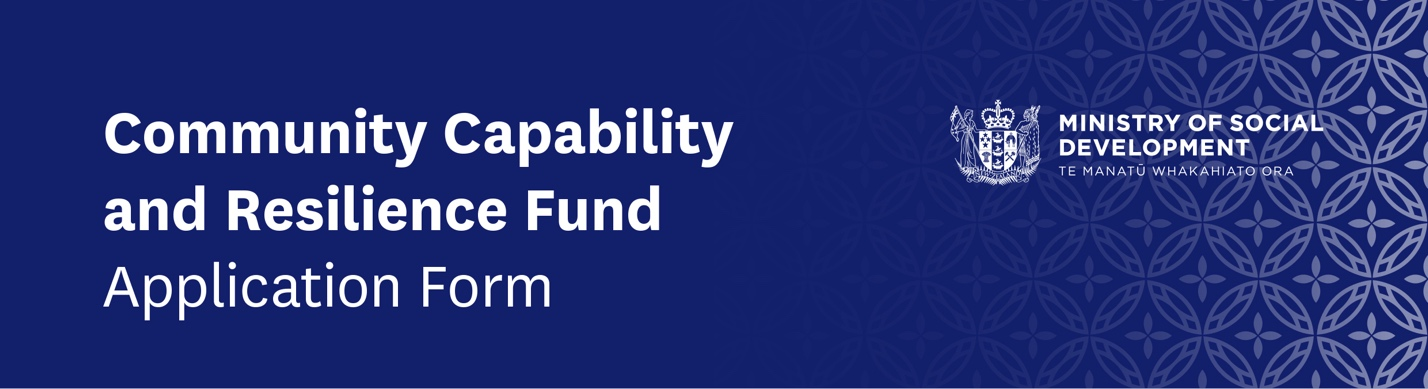 Community Capability
and Resilience Fund
Application Form
MINISTRY OF SOCIAL
DEVELOPMENT
TE MANATŪ WHAKAHIATO ORA